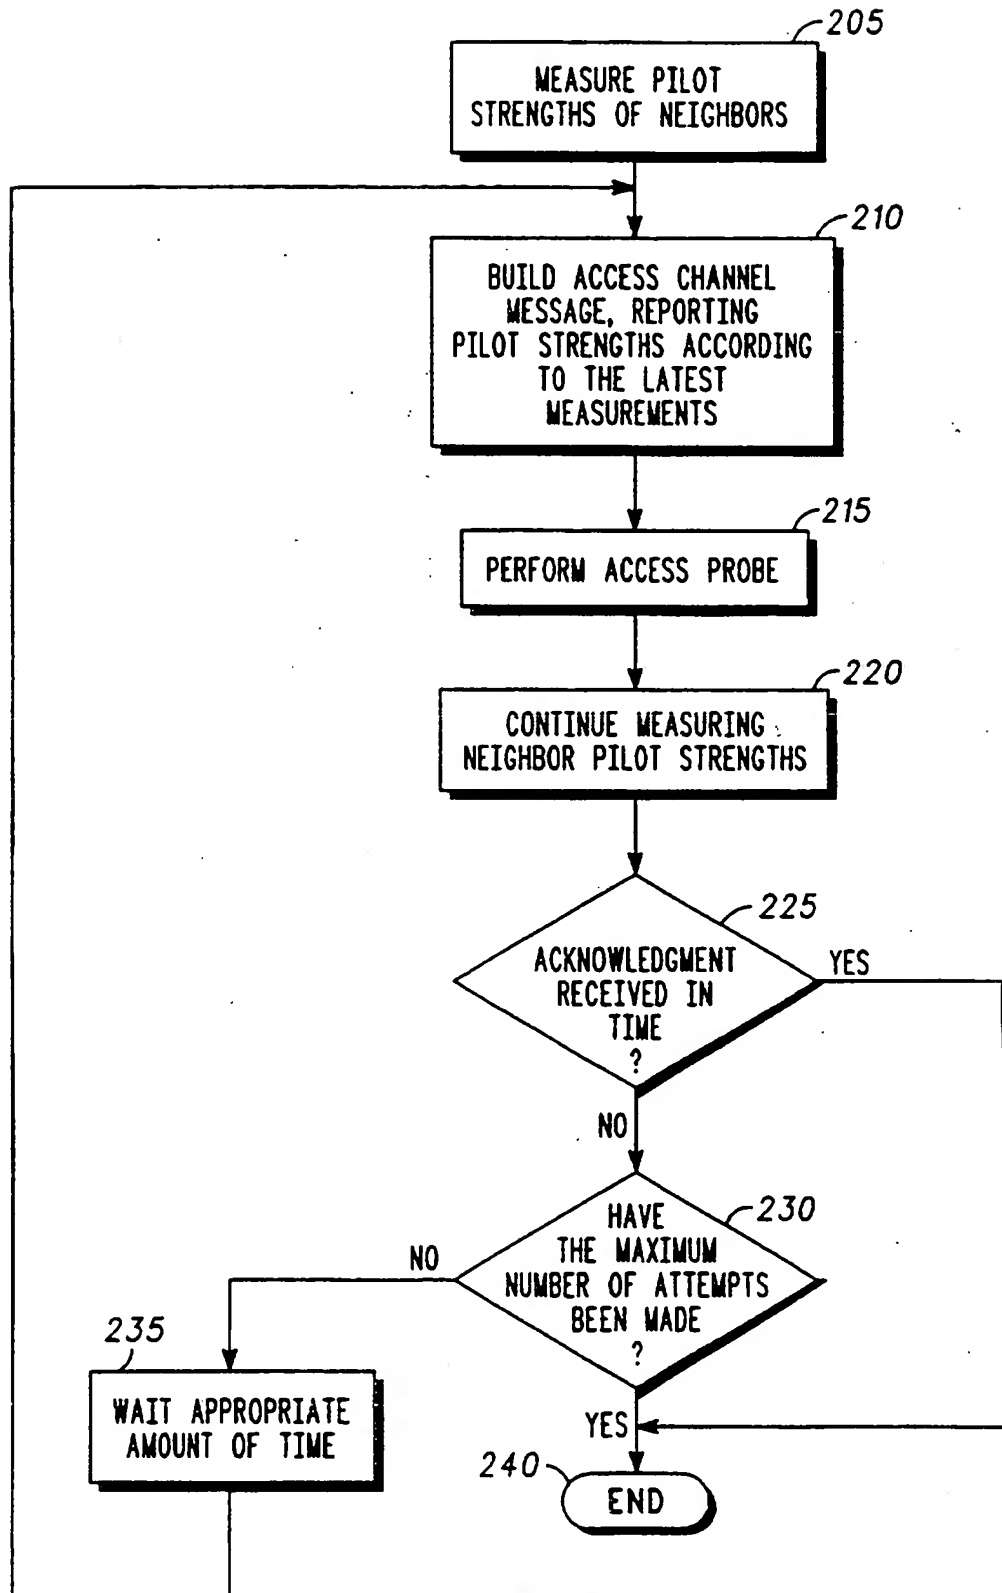 205
MEASURE PILOT
STRENGTHS OF NEIGHBORS
210
BUILD ACCESS CHANNEL
MESSAGE, REPORTING
PILOT STRENGTHS ACCORDING
TO THE LATEST
MEASUREMENTS
215
PERFORM ACCESS PROBE
220
CONTINUE MEASURING
NEIGHBOR PILOT STRENGTHS
225
ACKNOWLEDGMENT
RECEIVED IN
TIME
?
YES
NO
230
HAVE
THE MAXIMUM
NUMBER OF ATTEMPTS
BEEN MADE
?
NO
235
WAIT APPROPRIATE
AMOUNT OF TIME
YES
240
END